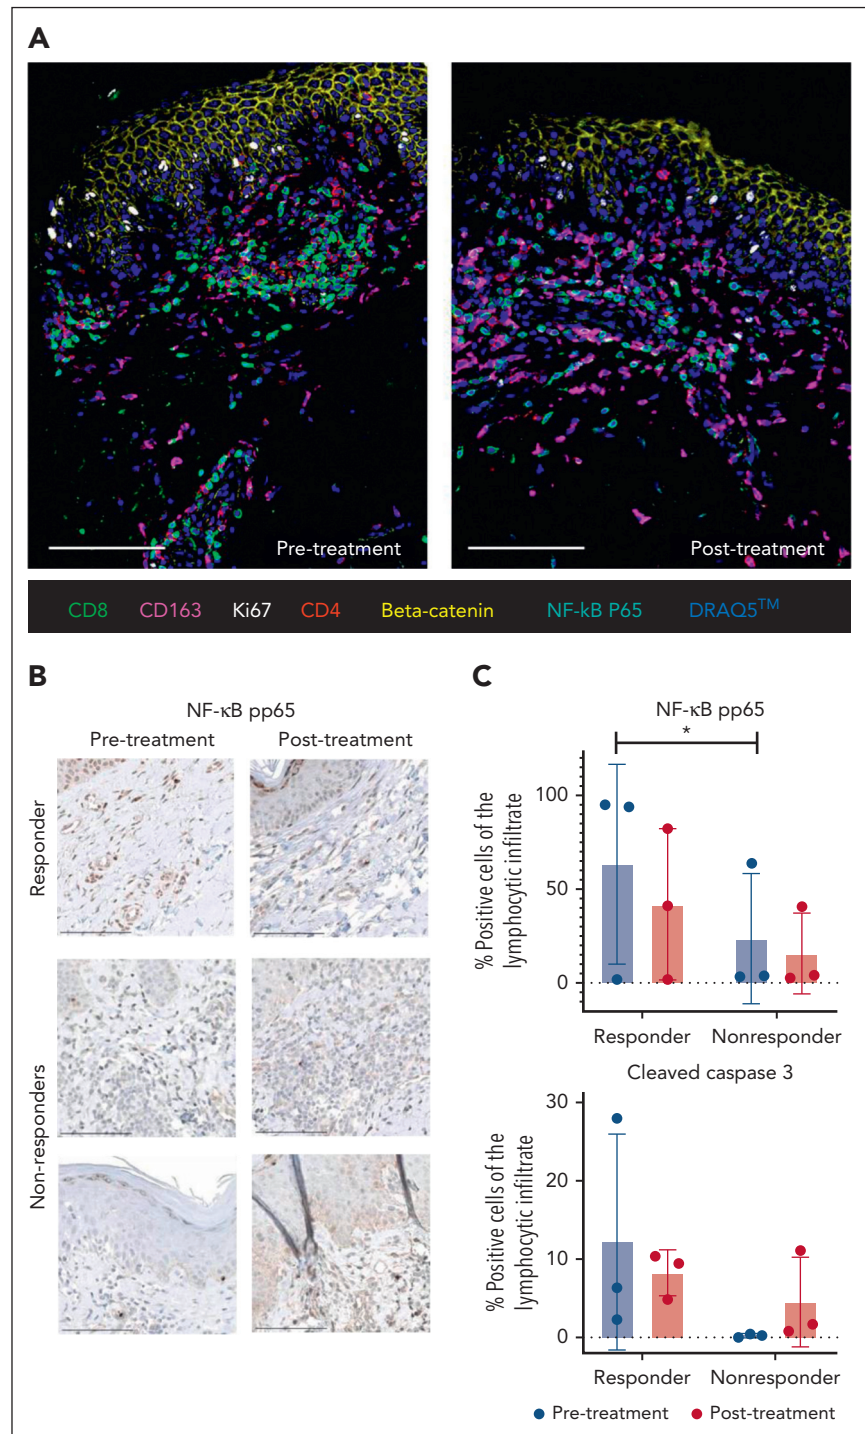 A
Pre-treatment
Post-treatment
CD8 CD163 Ki67 CD4 Beta-catenin NF-kB P65 DRAQ5™
B
NF-κB pp65
Pre-treatment Post-treatment
Responder
Non-responders
C
NF-κB pp65
*
% Positive cells of the
lymphocytic infiltrate
100
50
0
Responder Nonresponder
Cleaved caspase 3
% Positive cells of the
lymphocytic infiltrate
30
20
10
0
Responder Nonresponder
Pre-treatment Post-treatment